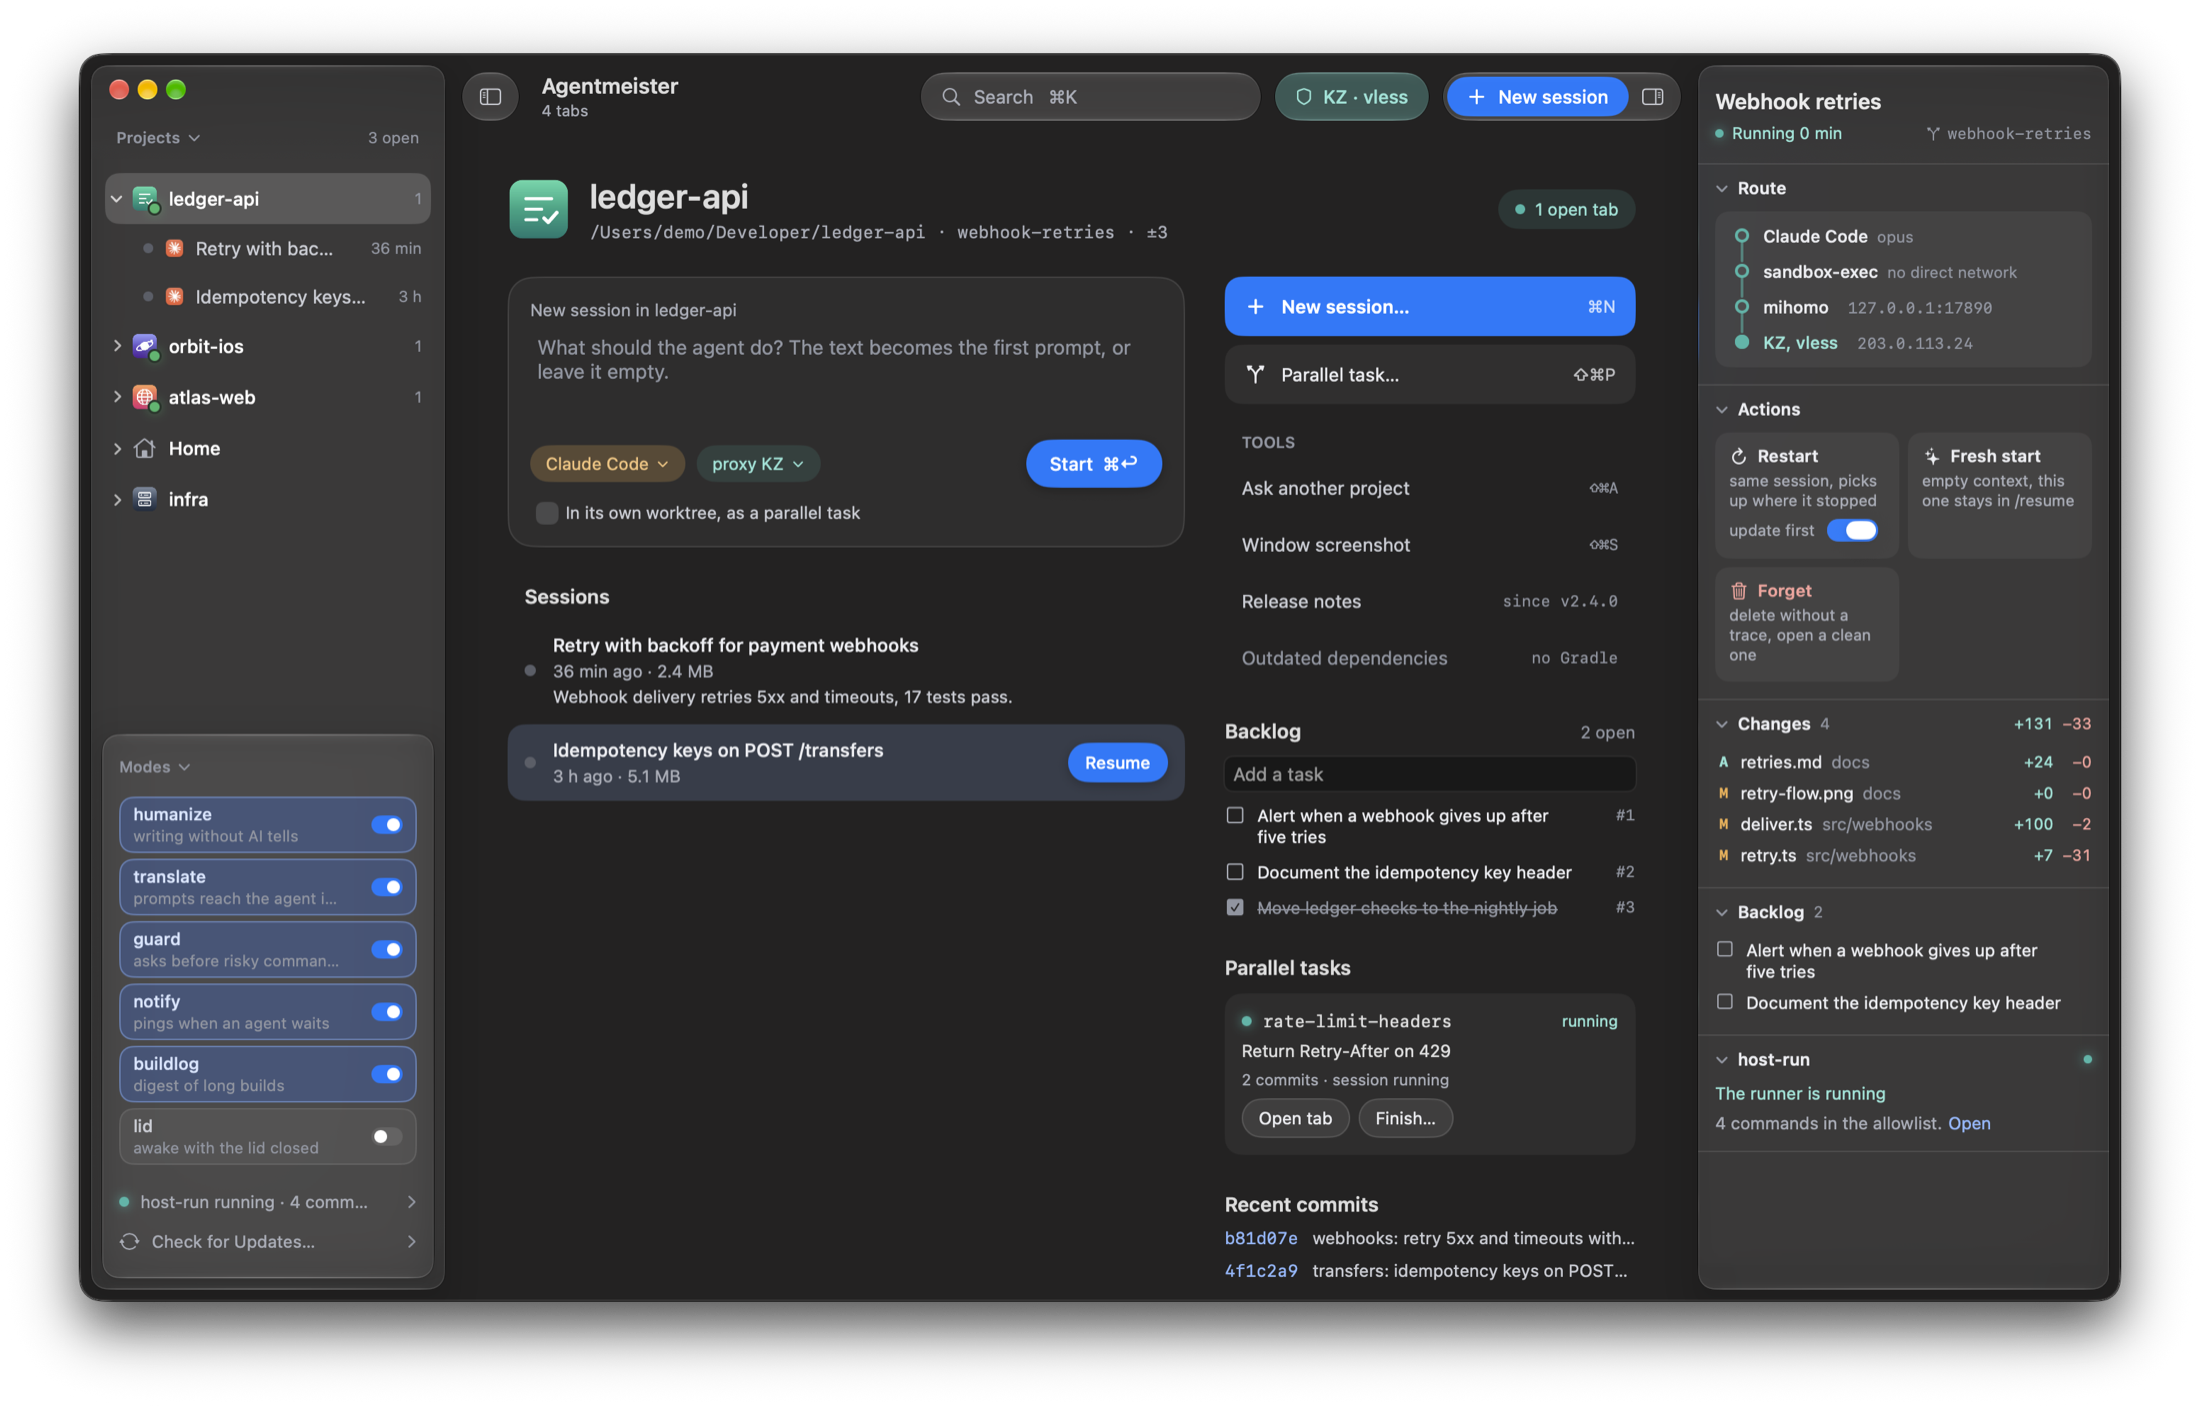 Projects
3 open
ledger-api
1
Retry with bac...
36 min
Idempotency keys...
3 h
orbit-ios
1
atlas-web
1
Home
infra
Modes
humanize
writing without AI tells
translate
prompts reach the agent i...
guard
asks before risky comman...
notify
pings when an agent waits
buildlog
digest of long builds
lid
awake with the lid closed
host-run running · 4 comm...
Check for Updates...
Agentmeister
4 tabs
Search ⌘K
KZ · vless
+ New session
ledger-api
/Users/demo/Developer/ledger-api · webhook-retries · ±3
1 open tab
New session in ledger-api
What should the agent do? The text becomes the first prompt, or
leave it empty.
Claude Code
proxy KZ
Start ⌘↩
In its own worktree, as a parallel task
Sessions
Retry with backoff for payment webhooks
36 min ago · 2.4 MB
Webhook delivery retries 5xx and timeouts, 17 tests pass.
Idempotency keys on POST /transfers
3 h ago · 5.1 MB
Resume
+ New session... ⌘N
Parallel task... ⇧⌘P
TOOLS
Ask another project ⇧⌘A
Window screenshot ⇧⌘S
Release notes since v2.4.0
Outdated dependencies no Gradle
Backlog 2 open
Add a task
Alert when a webhook gives up after #1
five tries
Document the idempotency key header #2
Move ledger checks to the nightly job #3
Parallel tasks
rate-limit-headers running
Return Retry-After on 429
2 commits · session running
Open tab
Finish...
Recent commits
b81d07e webhooks: retry 5xx and timeouts with...
4f1c2a9 transfers: idempotency keys on POST...
Webhook retries
Running 0 min
webhook-retries
Route
Claude Code opus
sandbox-exec no direct network
mihomo 127.0.0.1:17890
KZ, vless 203.0.113.24
Actions
Restart
same session, picks
up where it stopped
update first
Fresh start
empty context, this
one stays in /resume
Forget
delete without a
trace, open a clean
one
Changes 4 +131 −33
A retries.md docs +24 −0
M retry-flow.png docs +0 −0
M deliver.ts src/webhooks +100 −2
M retry.ts src/webhooks +7 −31
Backlog 2
Alert when a webhook gives up after
five tries
Document the idempotency key header
host-run
The runner is running
4 commands in the allowlist. Open